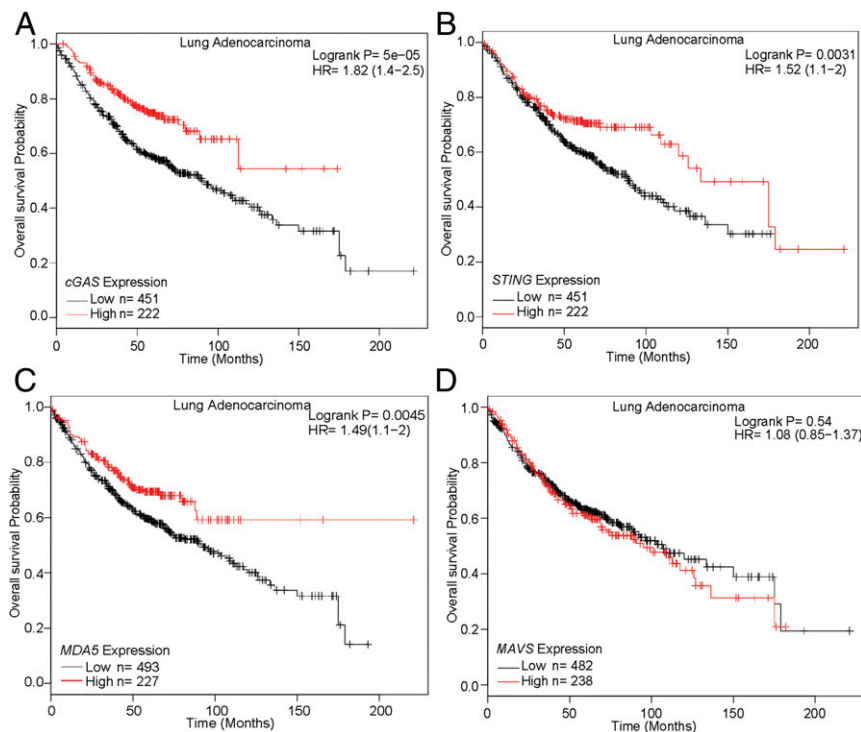 A
Lung Adenocarcinoma
Logrank P= 5e-05
HR= 1.82 (1.4-2.5)
Overall survival Probability
1.0
0.8
0.6
0.4
0.2
0.0
cGAS Expression
Low n= 451
High n= 222
0 50 100 150 200
Time (Months)
B
Lung Adenocarcinoma
Logrank P= 0.0031
HR= 1.52 (1.1-2)
Overall survival Probability
1.0
0.8
0.6
0.4
0.2
0.0
STING Expression
Low n= 451
High n= 222
0 50 100 150 200
Time (Months)
C
Lung Adenocarcinoma
Logrank P= 0.0045
HR= 1.49(1.1-2)
Overall survival Probability
1.0
0.8
0.6
0.4
0.2
0.0
MDA5 Expression
Low n= 493
High n= 227
0 50 100 150 200
Time (Months)
D
Lung Adenocarcinoma
Logrank P = 0.54
HR= 1.08 (0.85-1.37)
Overall survival Probability
1.0
0.8
0.6
0.4
0.2
0.0
MAVS Expression
Low n= 482
High n= 238
0 50 100 150 200
Time (Months)